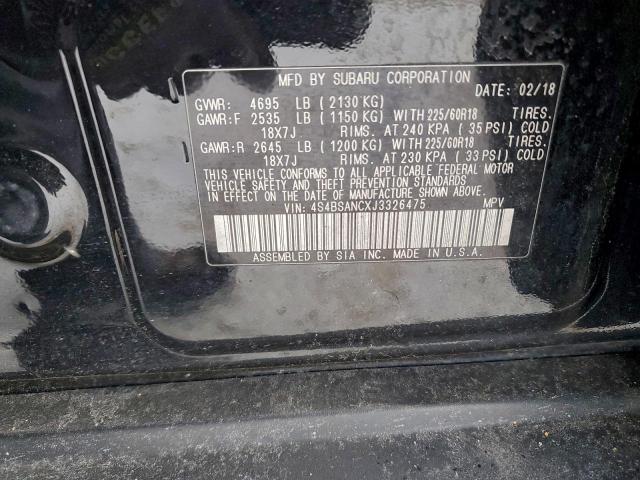 MFD BY SUBARU CORPORATION
DATE: 02/18
GVWR: 4695 LB ( 2130 KG)
GAWR:F 2535 LB ( 1150 KG) WITH 225/60R18 TIRES.
18X7J RIMS. AT 240 KPA ( 35 PSI) COLD
GAWR:R 2645 LB ( 1200 KG) WITH 225/60R18 TIRES.
18X7J RIMS. AT 230 KPA ( 33 PSI) COLD
THIS VEHICLE CONFORMS TO ALL APPLICABLE FEDERAL MOTOR
VEHICLE SAFETY AND THEFT PREVENTION STANDARDS
IN EFFECT ON THE DATE OF MANUFACTURE SHOWN ABOVE.
VIN: 4S4BSANCXJ3326475 MPV
ASSEMBLED BY SIA INC. MADE IN U.S.A.